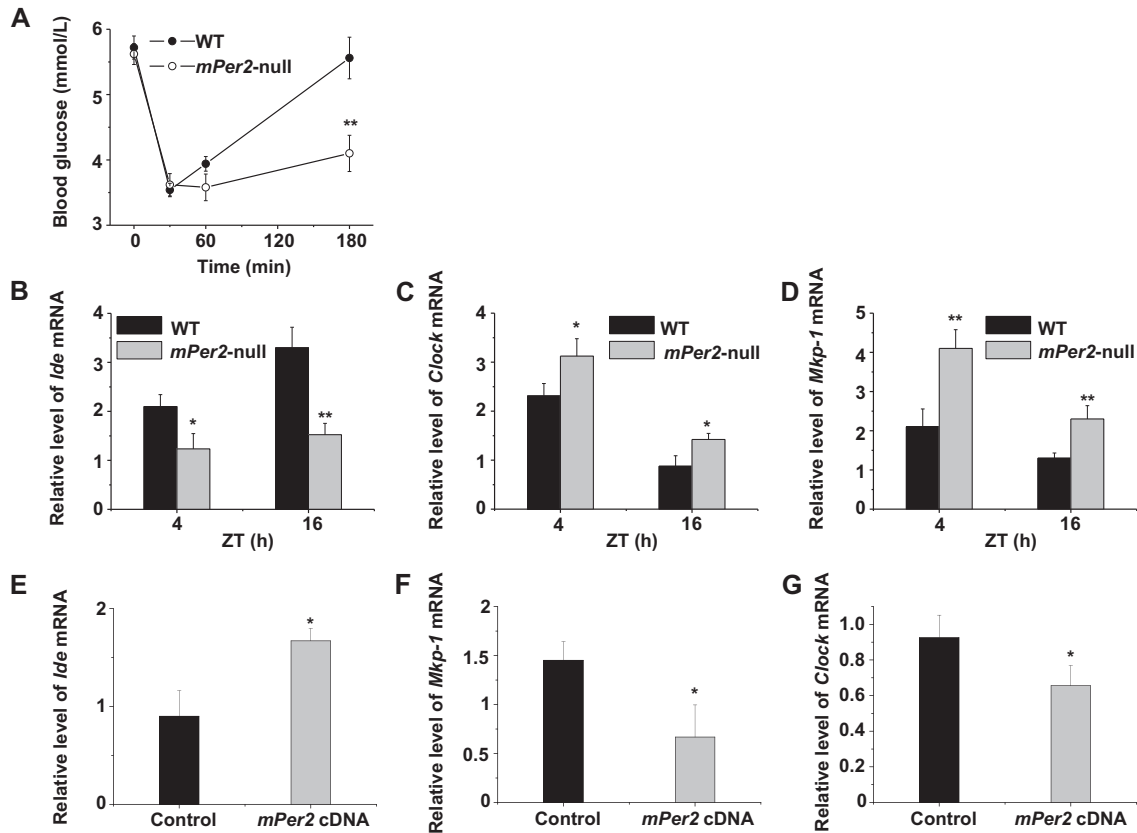 A
Blood glucose (mmol/L)
6
5
4
3
WT
mPer2-null
**
0
60
120
180
Time (min)
B
Relative level of Ide mRNA
4
3
2
1
0
WT
mPer2-null
*
**
4
16
ZT (h)
C
Relative level of Clock mRNA
4
3
2
1
0
WT
mPer2-null
*
*
4
16
ZT (h)
D
Relative level of Mkp-1 mRNA
5
4
3
2
1
0
WT
mPer2-null
**
**
4
16
ZT (h)
E
Relative level of Ide mRNA
2
1
0
*
Control
mPer2 cDNA
F
Relative level of Mkp-1 mRNA
2
1.5
1
0.5
0
*
Control
mPer2 cDNA
G
Relative level of Clock mRNA
1.0
0.8
0.6
0.4
0.2
0.0
*
Control
mPer2 cDNA